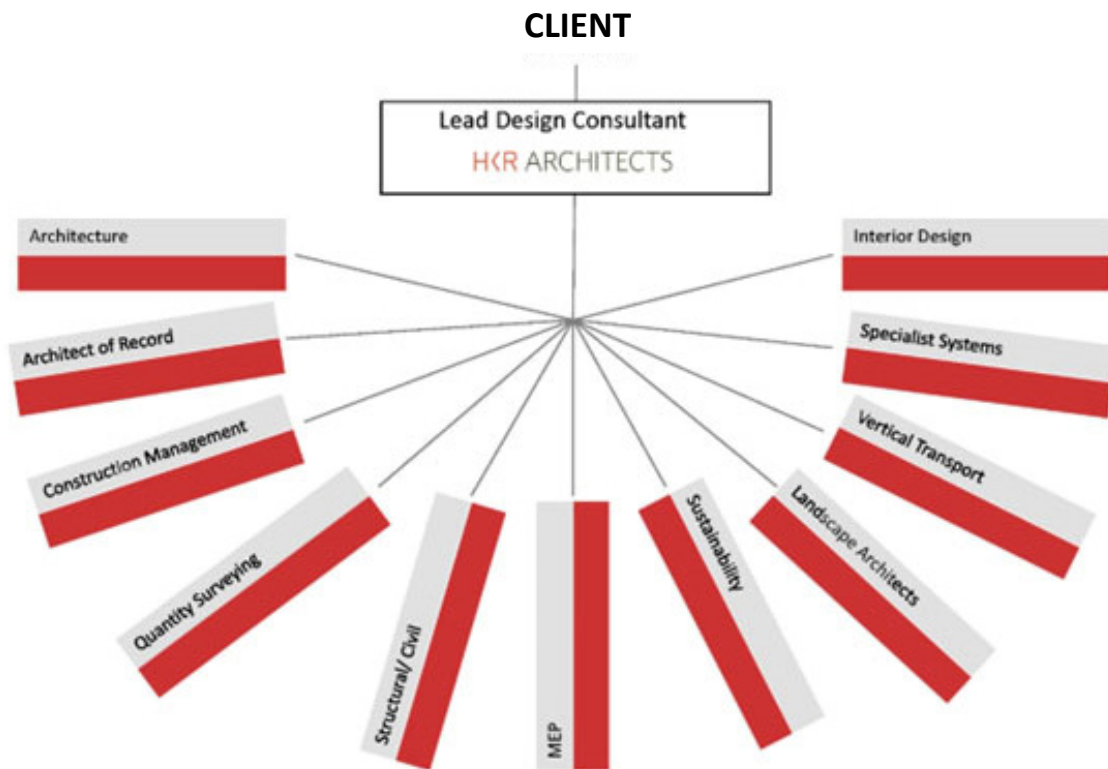 CLIENT
Lead Design Consultant
HKR ARCHITECTS
Architecture
Interior Design
Architect of Record
Specialist Systems
Construction Management
Vertical Transport
Quantity Surveying
Landscape Architects
Structural/ Civil
Sustainability
MEP